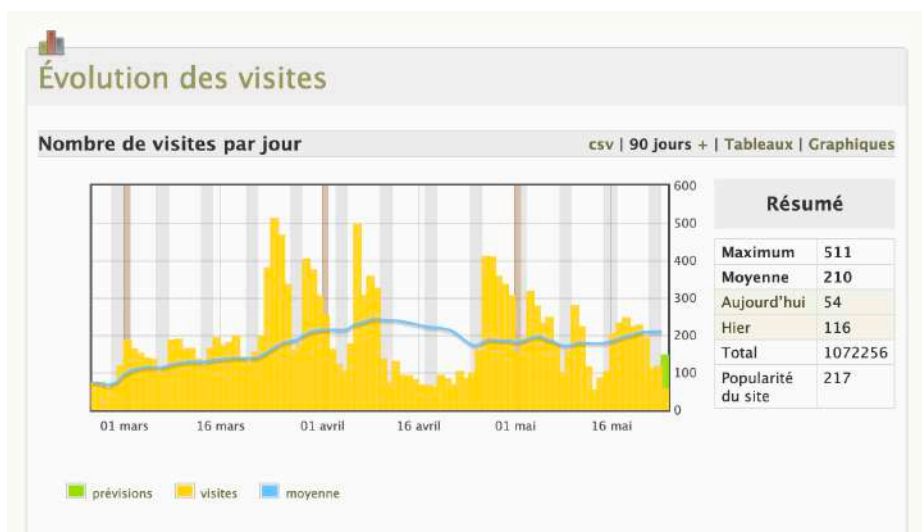 Évolution des visites
Nombre de visites par jour
csv | 90 jours + | Tableaux | Graphiques
600
500
400
300
200
100
0
01 mars 16 mars 01 avril 16 avril 01 mai 16 mai
prévisions visites moyenne
Résumé
Maximum 511
Moyenne 210
Aujourd'hui 54
Hier 116
Total 1072256
Popularité
du site 217